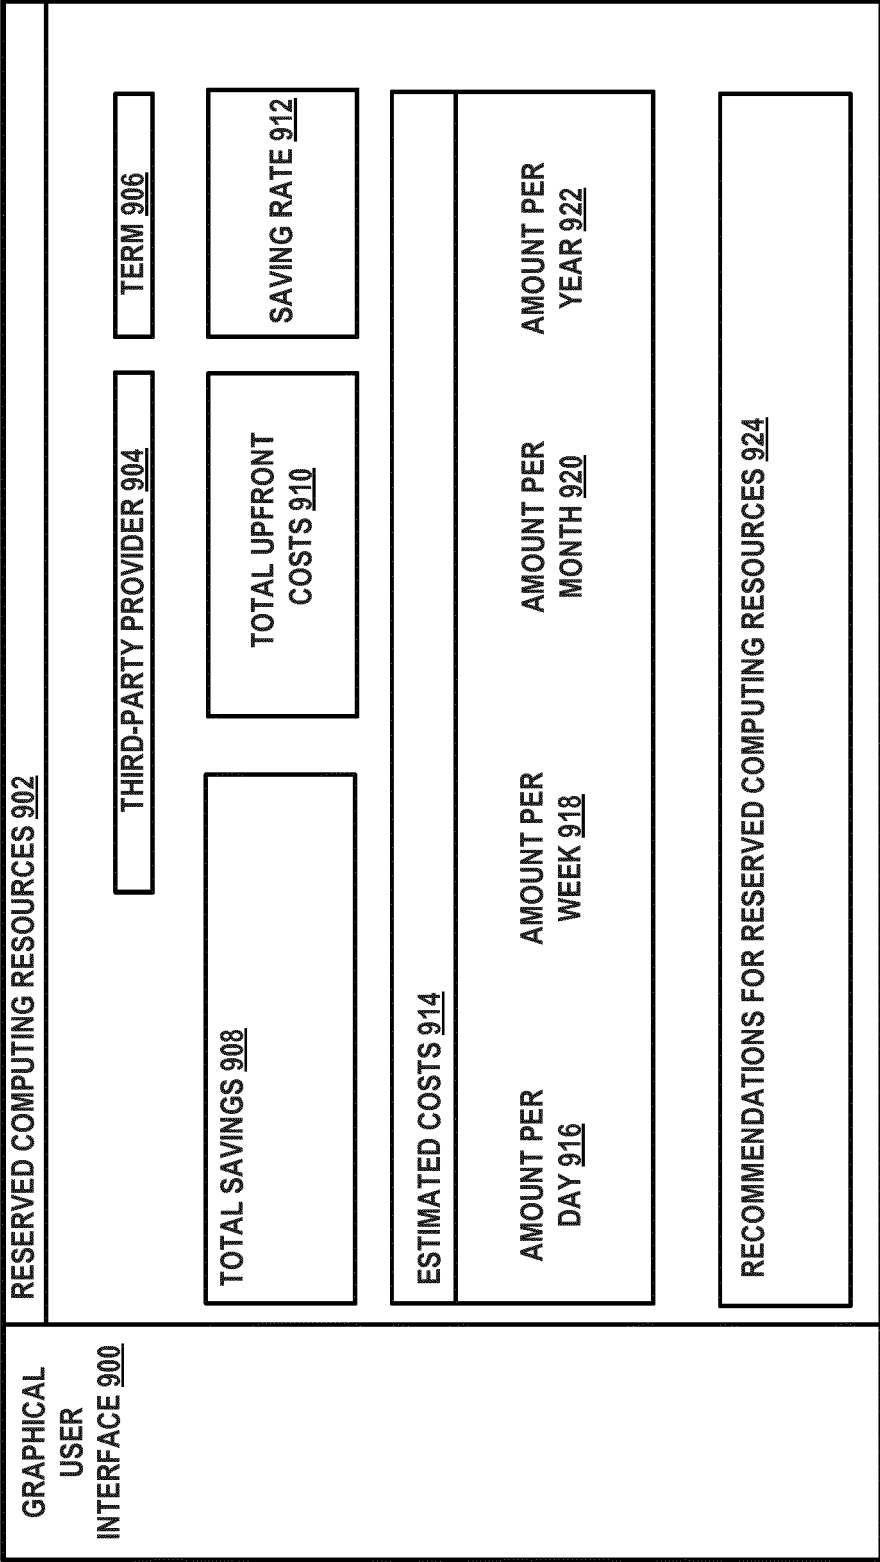 GRAPHICAL
USER
INTERFACE 900
RESERVED COMPUTING RESOURCES 902
THIRD-PARTY PROVIDER 904
TERM 906
TOTAL SAVINGS 908
TOTAL UPFRONT
COSTS 910
SAVING RATE 912
ESTIMATED COSTS 914
AMOUNT PER
DAY 916
AMOUNT PER
WEEK 918
AMOUNT PER
MONTH 920
AMOUNT PER
YEAR 922
RECOMMENDATIONS FOR RESERVED COMPUTING RESOURCES 924